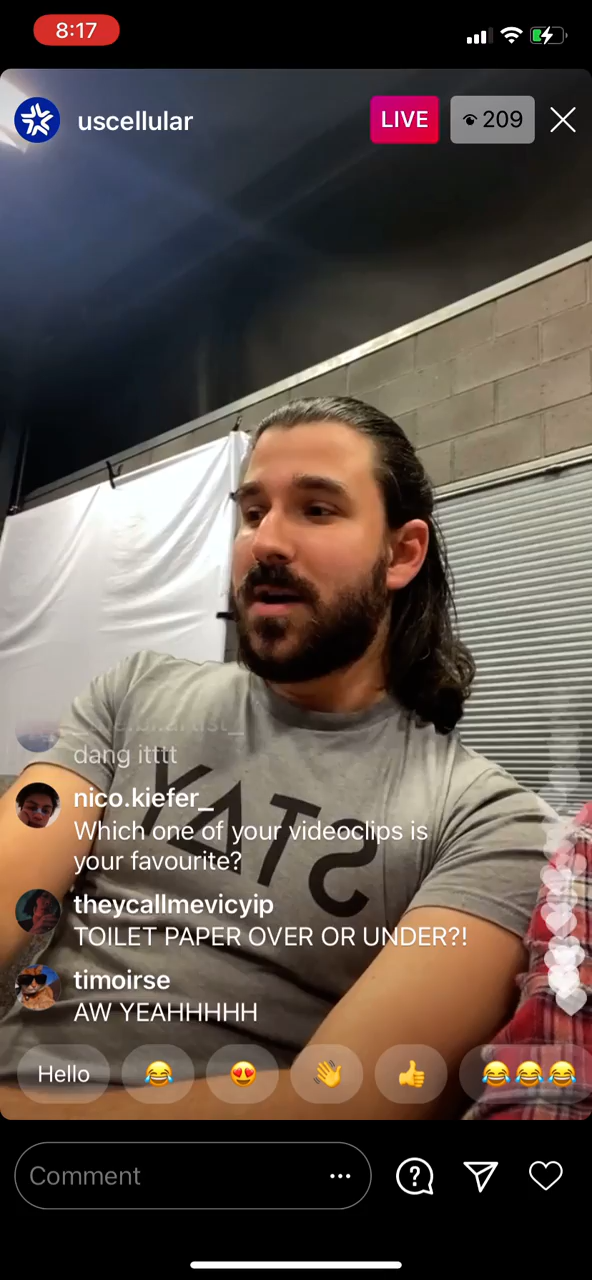 8:17
uscellular
LIVE
209
dang itttt
nico.kiefer_
Which one of your videoclips is
your favourite?
STAY
theycallmevicyip
TOILET PAPER OVER OR UNDER?!
timoirse
AW YEAHHHHH
Hello
Comment